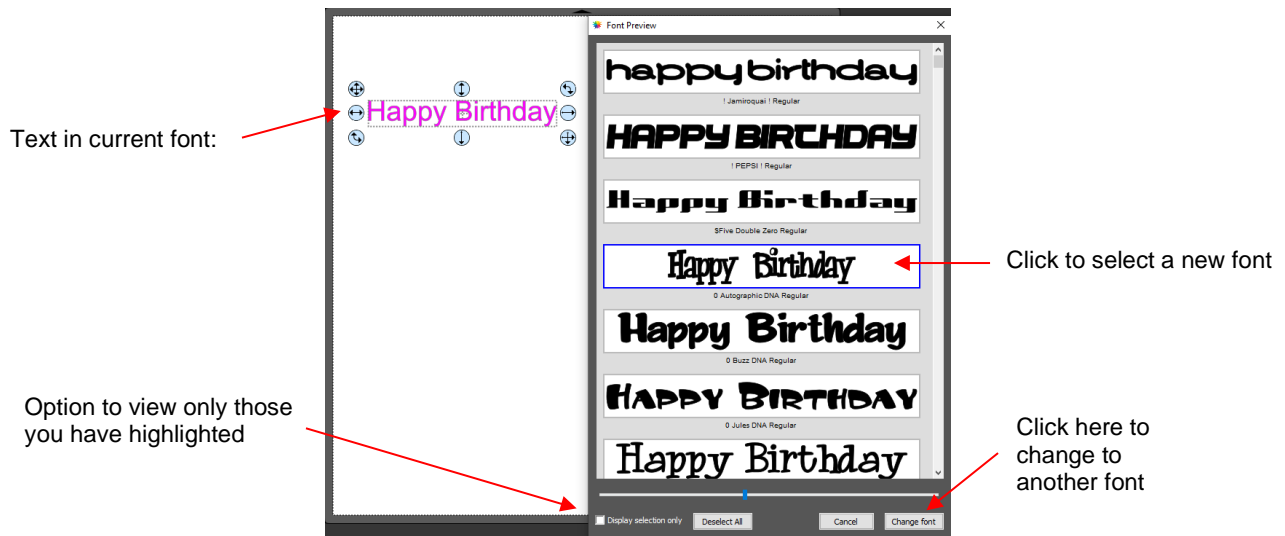 Font Preview
happy birthday
! Jamiroquai ! Regular
Happy Birthday
Text in current font:
HAPPY BIRTHDAY
! PEPSI ! Regular
Happy Birthday
$Five Double Zero Regular
Happy Birthday
Click to select a new font
0 Autographic DNA Regular
Happy Birthday
0 Buzz DNA Regular
HAPPY BIRTHDAY
0 Jules DNA Regular
Option to view only those
you have highlighted
Happy Birthday
Click here to
change to
another font
Display selection only
Deselect All
Cancel
Change font